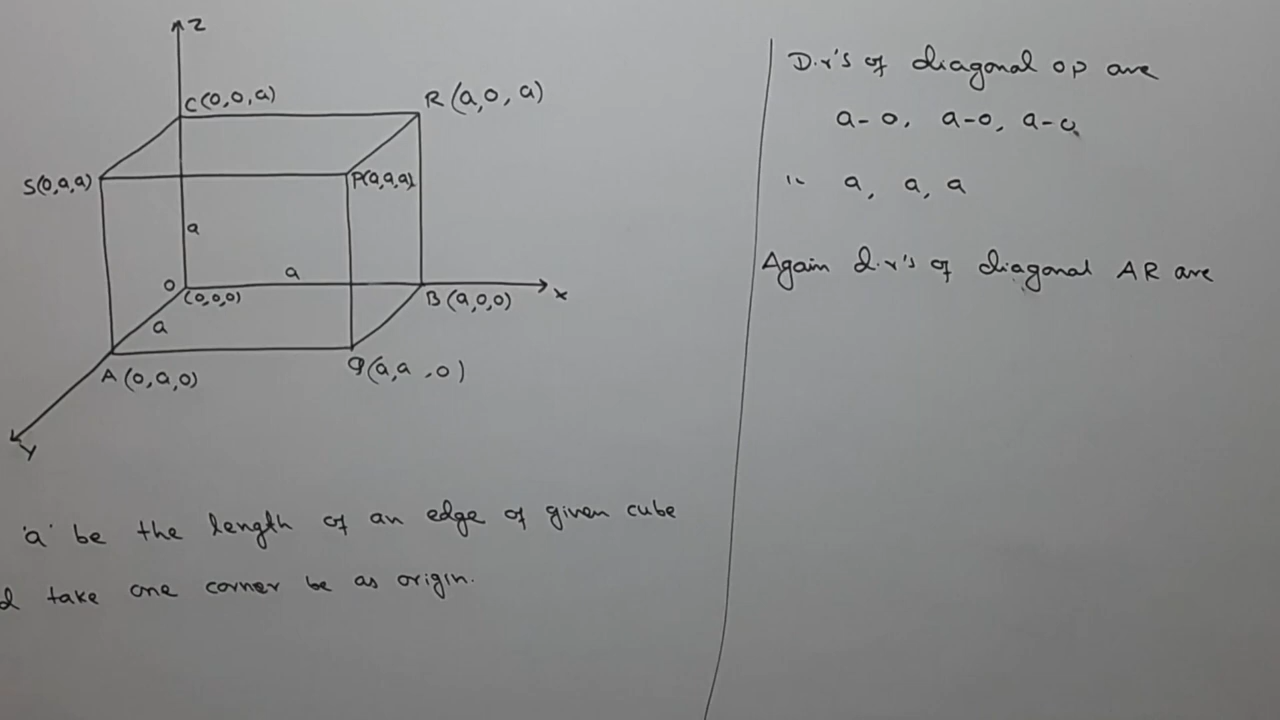 Z
C(0,0,a)
R(a,0,a)
S(0,a,a)
P(a,a,a)
a
a
O
(0,0,0)
B(a,0,0)
x
a
A(0,a,0)
Q(a,a,0)
Y
'a' be the length of an edge of given cube
take one corner be as origin.
D.r's of diagonal OP are
a-0, a-0, a-0
a, a, a
Again d.r's of diagonal AR are